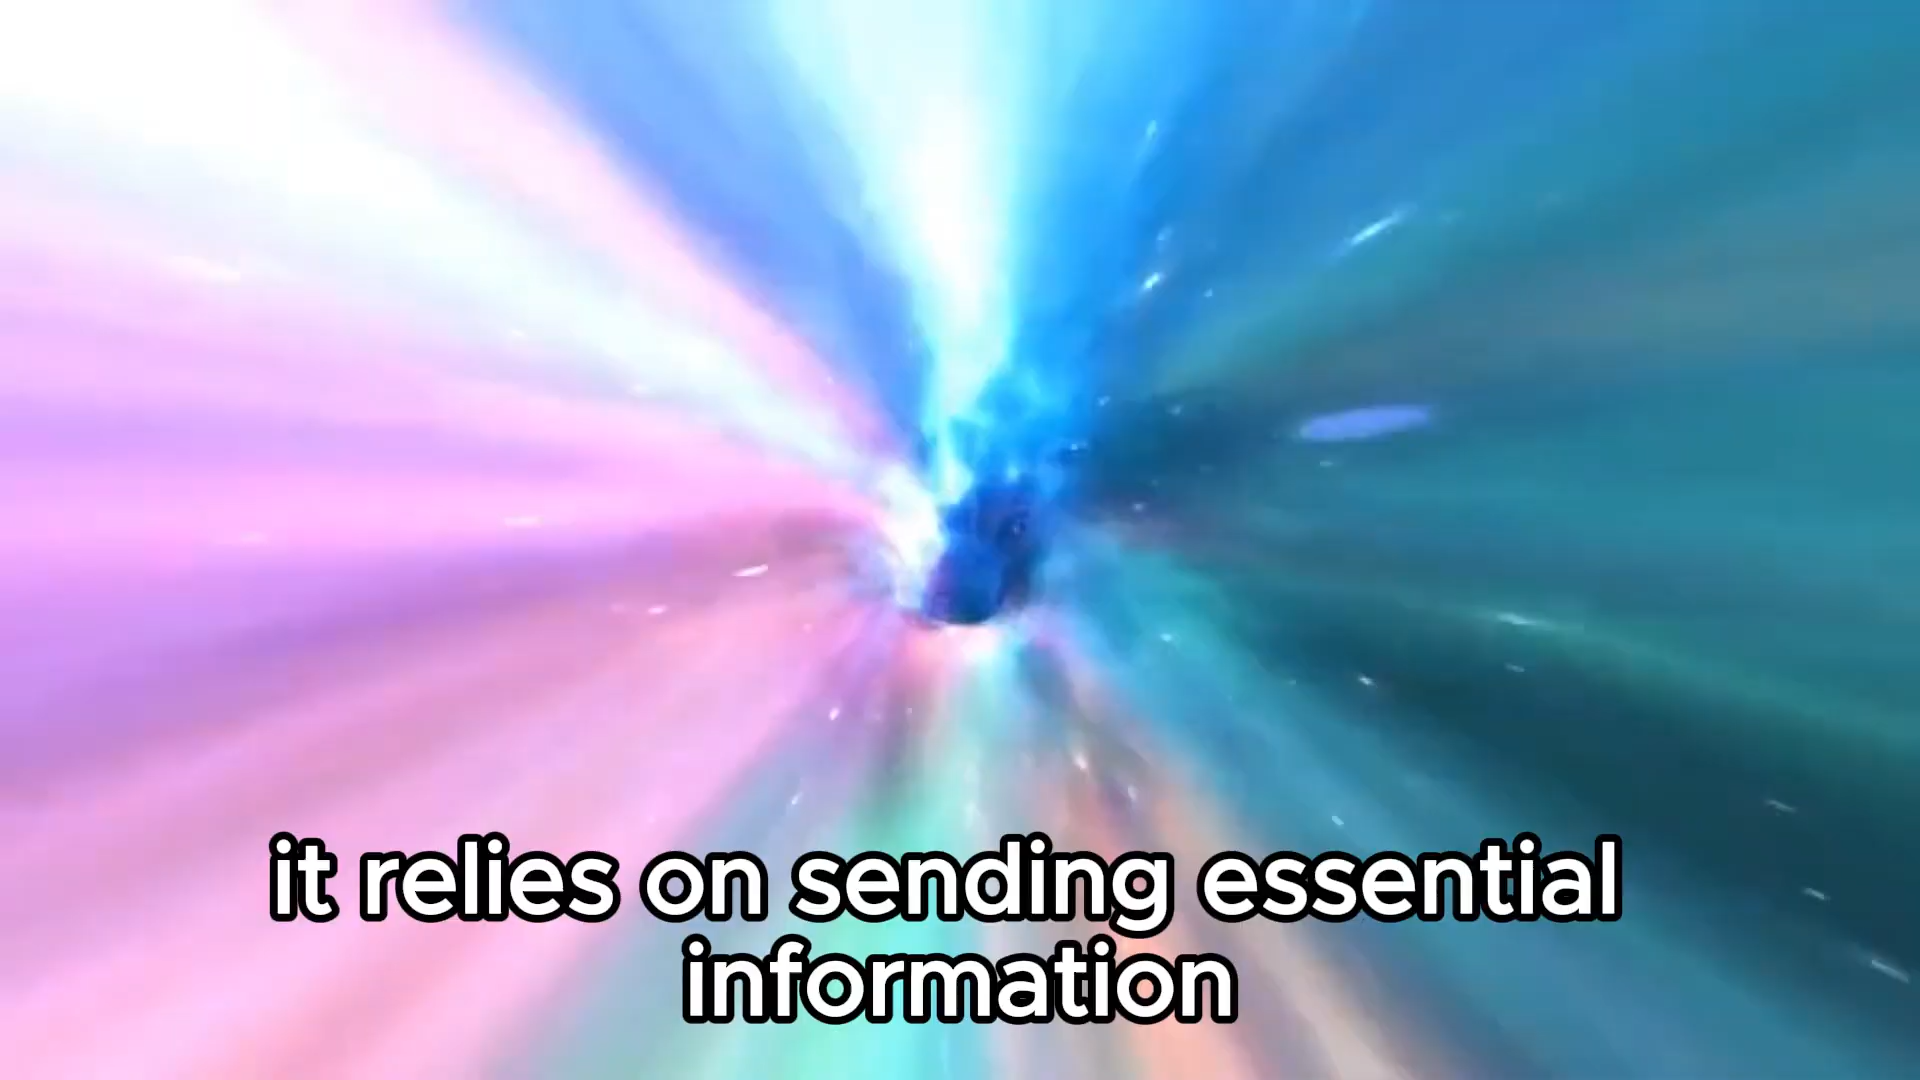 it relies on sending essential
information